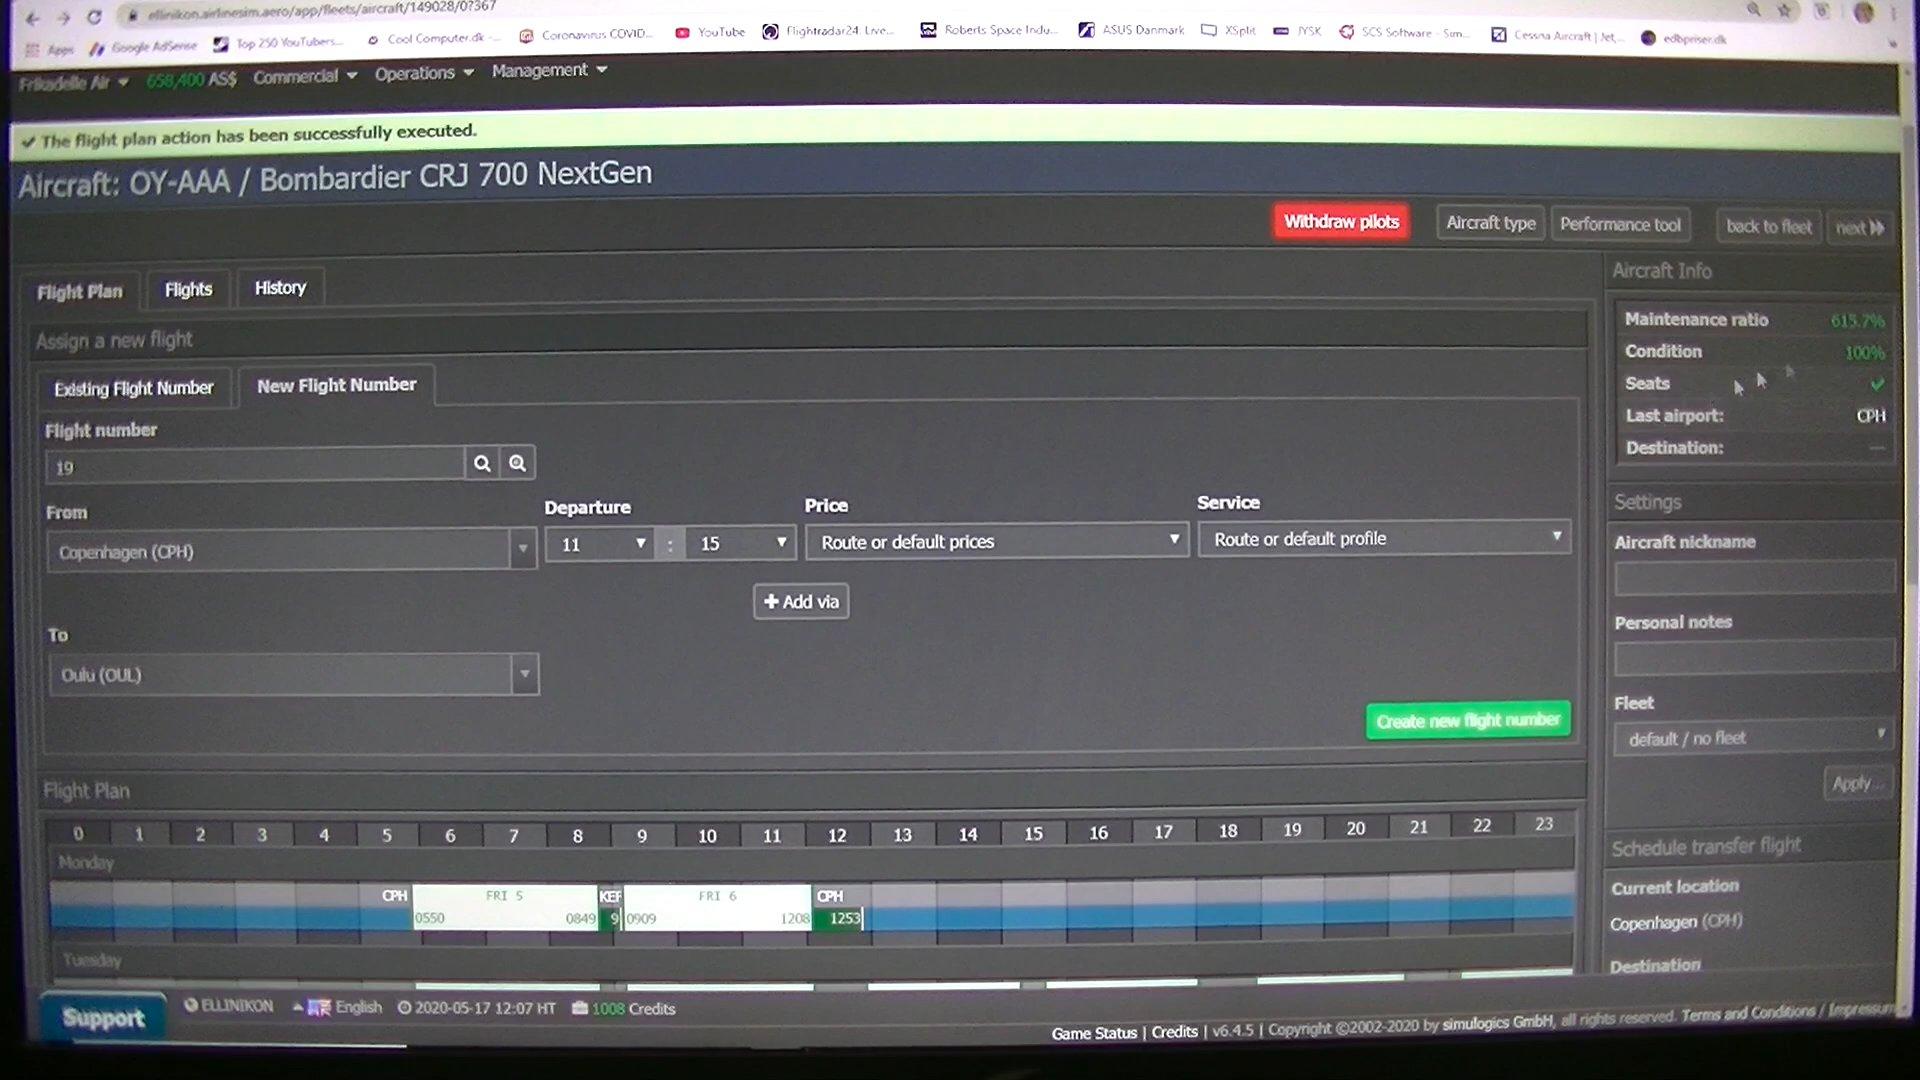 ellinikon.airlinesim.aero/app/fleets/aircraft/149028/0?367
Apps Google AdSense Top 250 YouTubers... Cool Computer.dk -... Coronavirus COVID... YouTube Flightradar24: Live... Roberts Space Indu... ASUS Danmark XSplit JYSK SCS Software - Sim... Cessna Aircraft | Jet,... edbpriser.dk
Frikadelle Air 658,400 AS$ Commercial Operations Management
The flight plan action has been successfully executed.
Aircraft: OY-AAA / Bombardier CRJ 700 NextGen
Withdraw pilots Aircraft type Performance tool back to fleet next
Flight Plan Flights History
Assign a new flight
Existing Flight Number New Flight Number
Flight number
19
From Departure Price Service
Copenhagen (CPH) 11 : 15 Route or default prices Route or default profile
Add via
To
Oulu (OUL)
Create new flight number
Flight Plan
0 1 2 3 4 5 6 7 8 9 10 11 12 13 14 15 16 17 18 19 20 21 22 23
Monday
CPH FRI 5 KEF FRI 6 CPH
0550 0849 9 0909 1208 1253
Tuesday
Aircraft Info
Maintenance ratio 615.7%
Condition 100%
Seats
Last airport: CPH
Destination: —
Settings
Aircraft nickname
Personal notes
Fleet
default / no fleet
Apply...
Schedule transfer flight
Current location
Copenhagen (CPH)
Destination
Support ELLINIKON English 2020-05-17 12:07 HT 1008 Credits
Game Status | Credits | v6.4.5 | Copyright ©2002-2020 by simulogics GmbH, all rights reserved. Terms and Conditions / Impressum